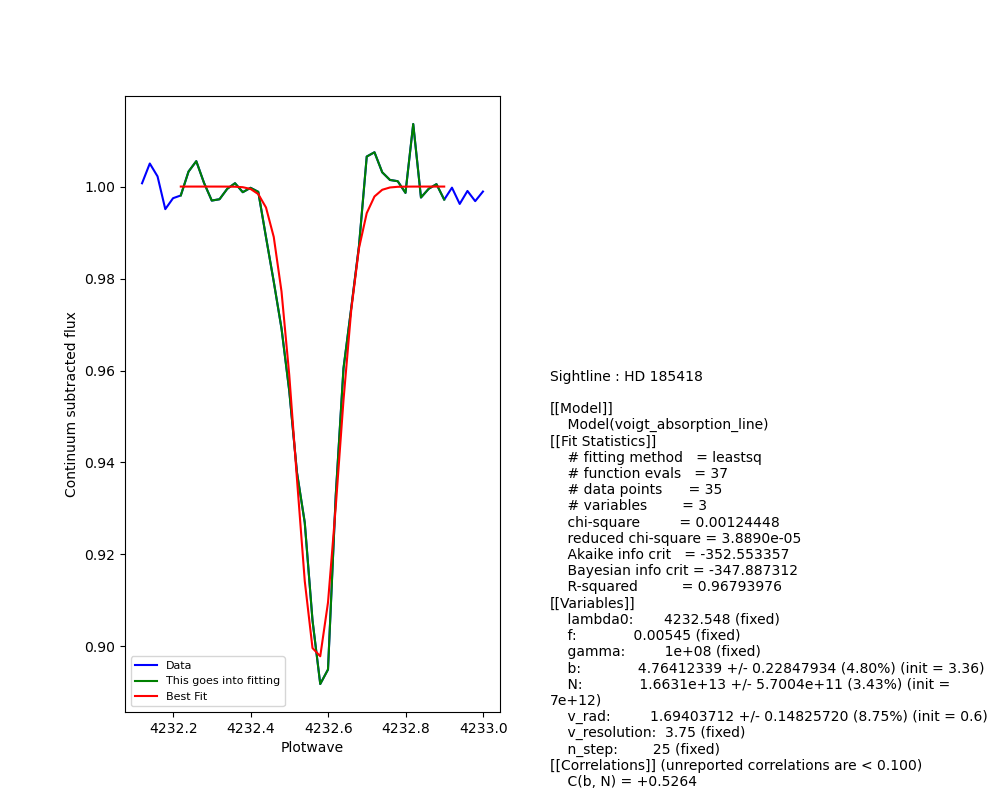 1.00
0.98
0.96
0.94
0.92
0.90
Continuum subtracted flux
Data
This goes into fitting
Best Fit
4232.2
4232.4
4232.6
4232.8
4233.0
Plotwave
Sightline : HD 185418
[[Model]]
Model(voigt_absorption_line)
[[Fit Statistics]]
# fitting method = leastsq
# function evals = 37
# data points = 35
# variables = 3
chi-square = 0.00124448
reduced chi-square = 3.8890e-05
Akaike info crit = -352.553357
Bayesian info crit = -347.887312
R-squared = 0.96793976
[[Variables]]
lambda0: 4232.548 (fixed)
f: 0.00545 (fixed)
gamma: 1e+08 (fixed)
b: 4.76412339 +/- 0.22847934 (4.80%) (init = 3.36)
N: 1.6631e+13 +/- 5.7004e+11 (3.43%) (init =
7e+12)
v_rad: 1.69403712 +/- 0.14825720 (8.75%) (init = 0.6)
v_resolution: 3.75 (fixed)
n_step: 25 (fixed)
[[Correlations]] (unreported correlations are < 0.100)
C(b, N) = +0.5264